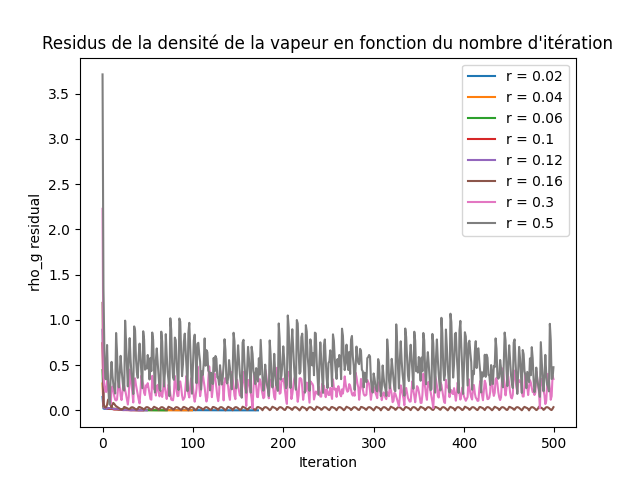 Residus de la densité de la vapeur en fonction du nombre d'itération
rho_g residual
3.5
3.0
2.5
2.0
1.5
1.0
0.5
0.0
0
100
200
300
400
500
Iteration
r = 0.02
r = 0.04
r = 0.06
r = 0.1
r = 0.12
r = 0.16
r = 0.3
r = 0.5